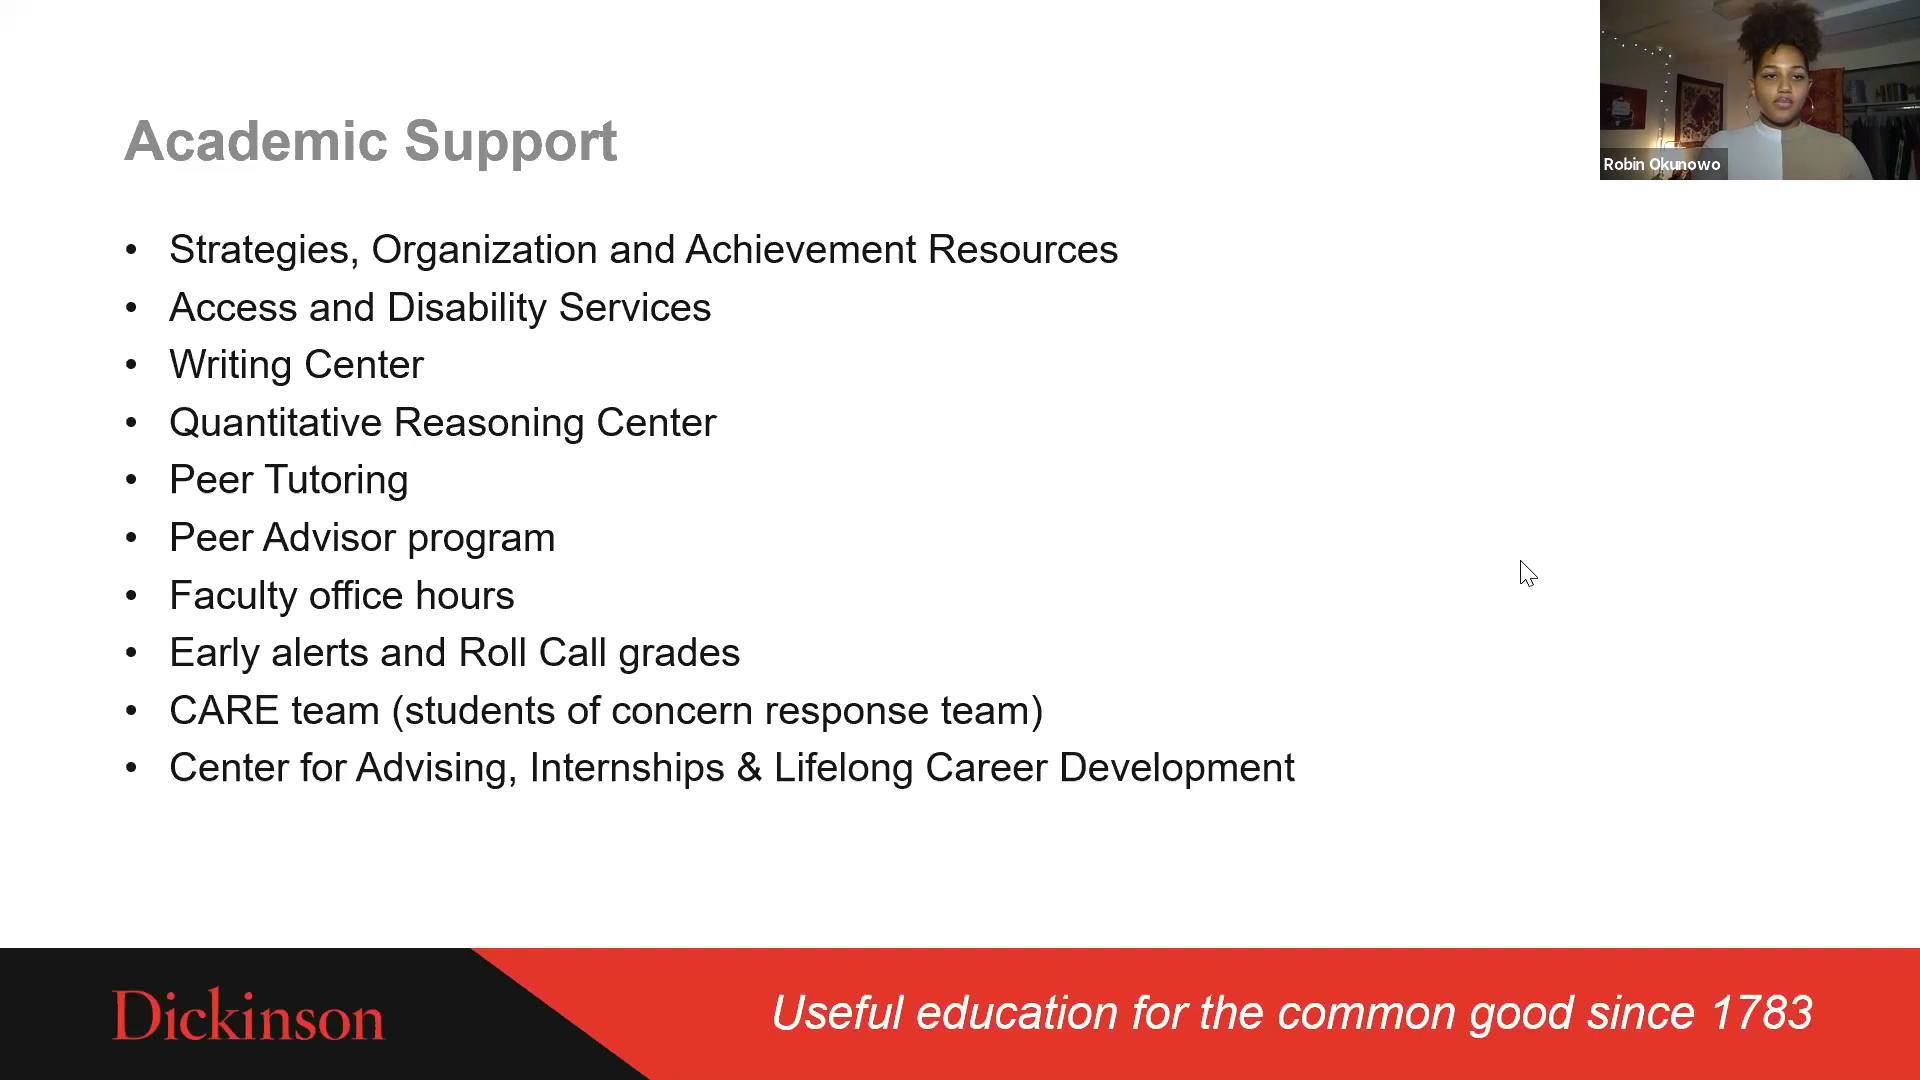 Academic Support
Robin Okunowo
• Strategies, Organization and Achievement Resources
• Access and Disability Services
• Writing Center
• Quantitative Reasoning Center
• Peer Tutoring
• Peer Advisor program
• Faculty office hours
• Early alerts and Roll Call grades
• CARE team (students of concern response team)
• Center for Advising, Internships & Lifelong Career Development
Dickinson
Useful education for the common good since 1783